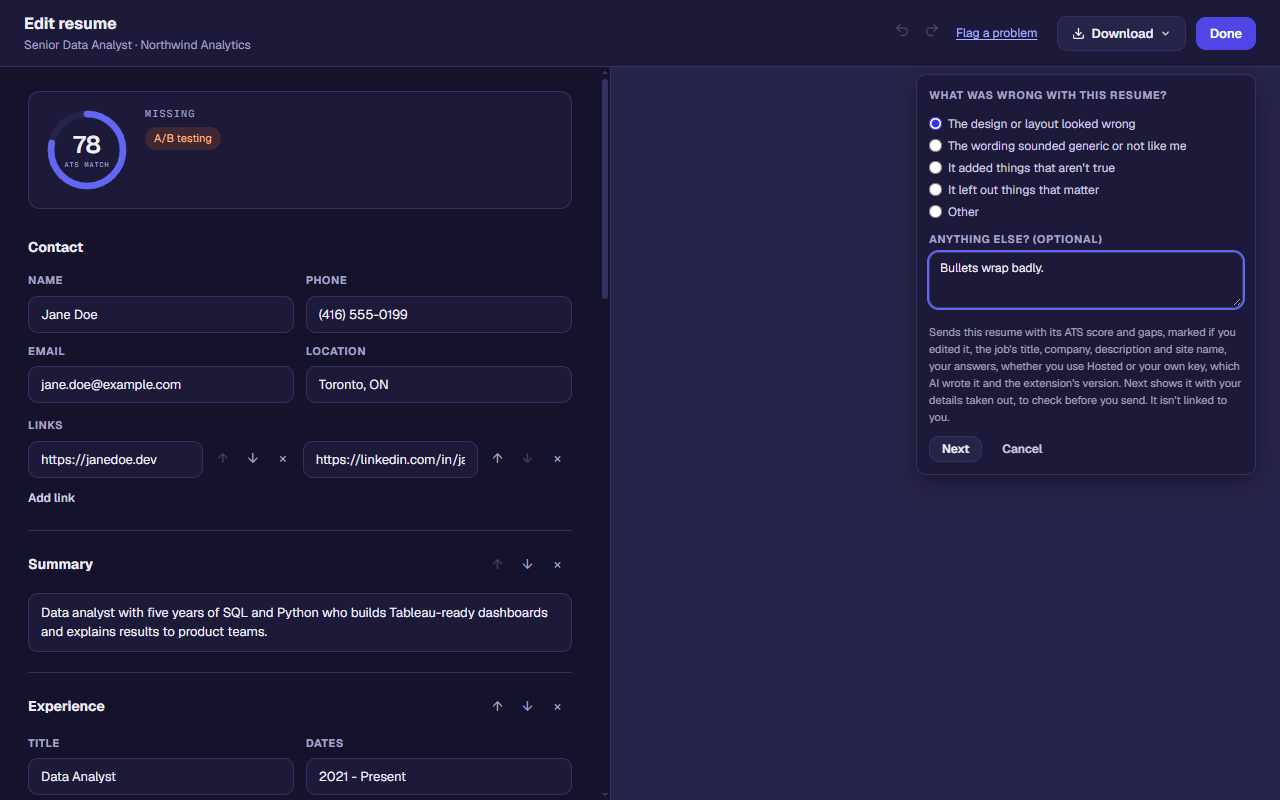 Edit resume
Senior Data Analyst · Northwind Analytics
Flag a problem
Download
Done
78
ATS MATCH
MISSING
A/B testing
Contact
NAME
PHONE
Jane Doe
(416) 555-0199
EMAIL
LOCATION
jane.doe@example.com
Toronto, ON
LINKS
https://janedoe.dev
https://linkedin.com/in/ja
Add link
Summary
Data analyst with five years of SQL and Python who builds Tableau-ready dashboards
and explains results to product teams.
Experience
TITLE
DATES
Data Analyst
2021 - Present
WHAT WAS WRONG WITH THIS RESUME?
The design or layout looked wrong
The wording sounded generic or not like me
It added things that aren't true
It left out things that matter
Other
ANYTHING ELSE? (OPTIONAL)
Bullets wrap badly.
Sends this resume with its ATS score and gaps, marked if you
edited it, the job's title, company, description and site name,
your answers, whether you use Hosted or your own key, which
AI wrote it and the extension's version. Next shows it with your
details taken out, to check before you send. It isn't linked to
you.
Next
Cancel